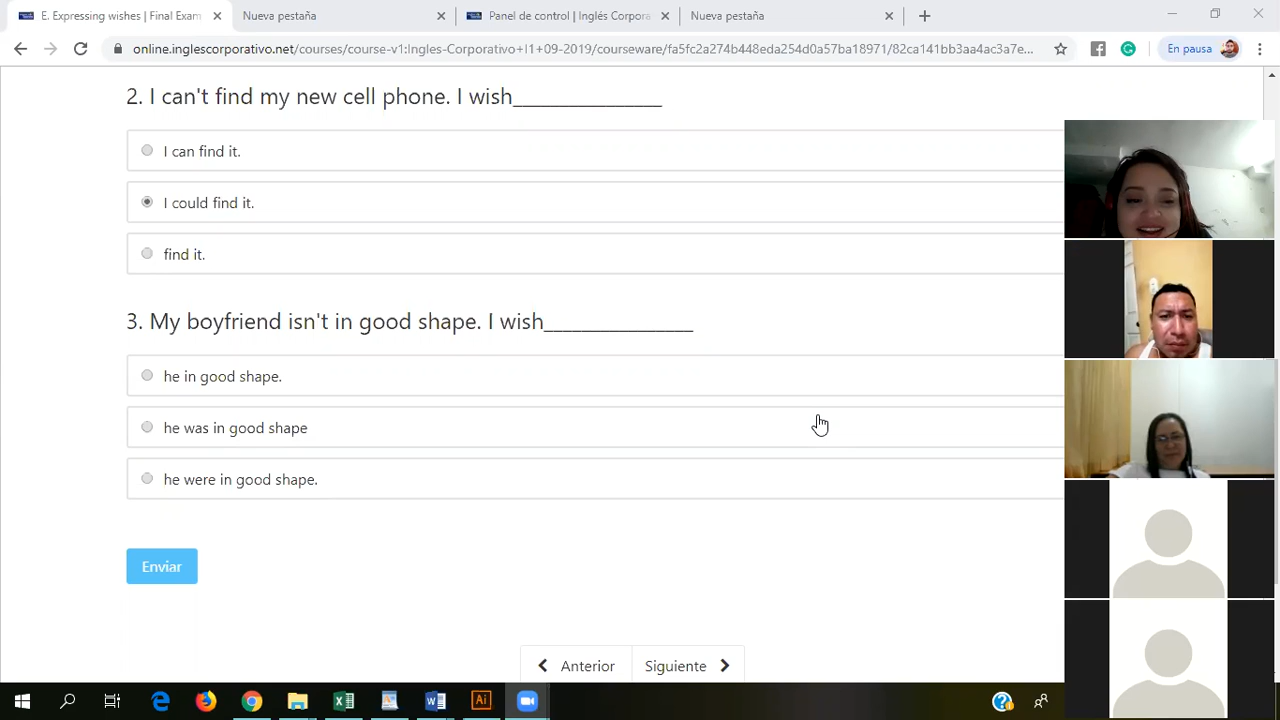 E. Expressing wishes | Final Exam
Nueva pestaña
Panel de control | Inglés Corpora
Nueva pestaña
online.inglescorporativo.net/courses/course-v1:Ingles-Corporativo+I1+09-2019/courseware/fa5fc2a274b448eda254d0a57ba18971/82ca141bb3aa4ac3a7e...
En pausa
2. I can't find my new cell phone. I wish_______________
I can find it.
I could find it.
find it.
3. My boyfriend isn't in good shape. I wish_______________
he in good shape.
he was in good shape
he were in good shape.
Enviar
Anterior
Siguiente